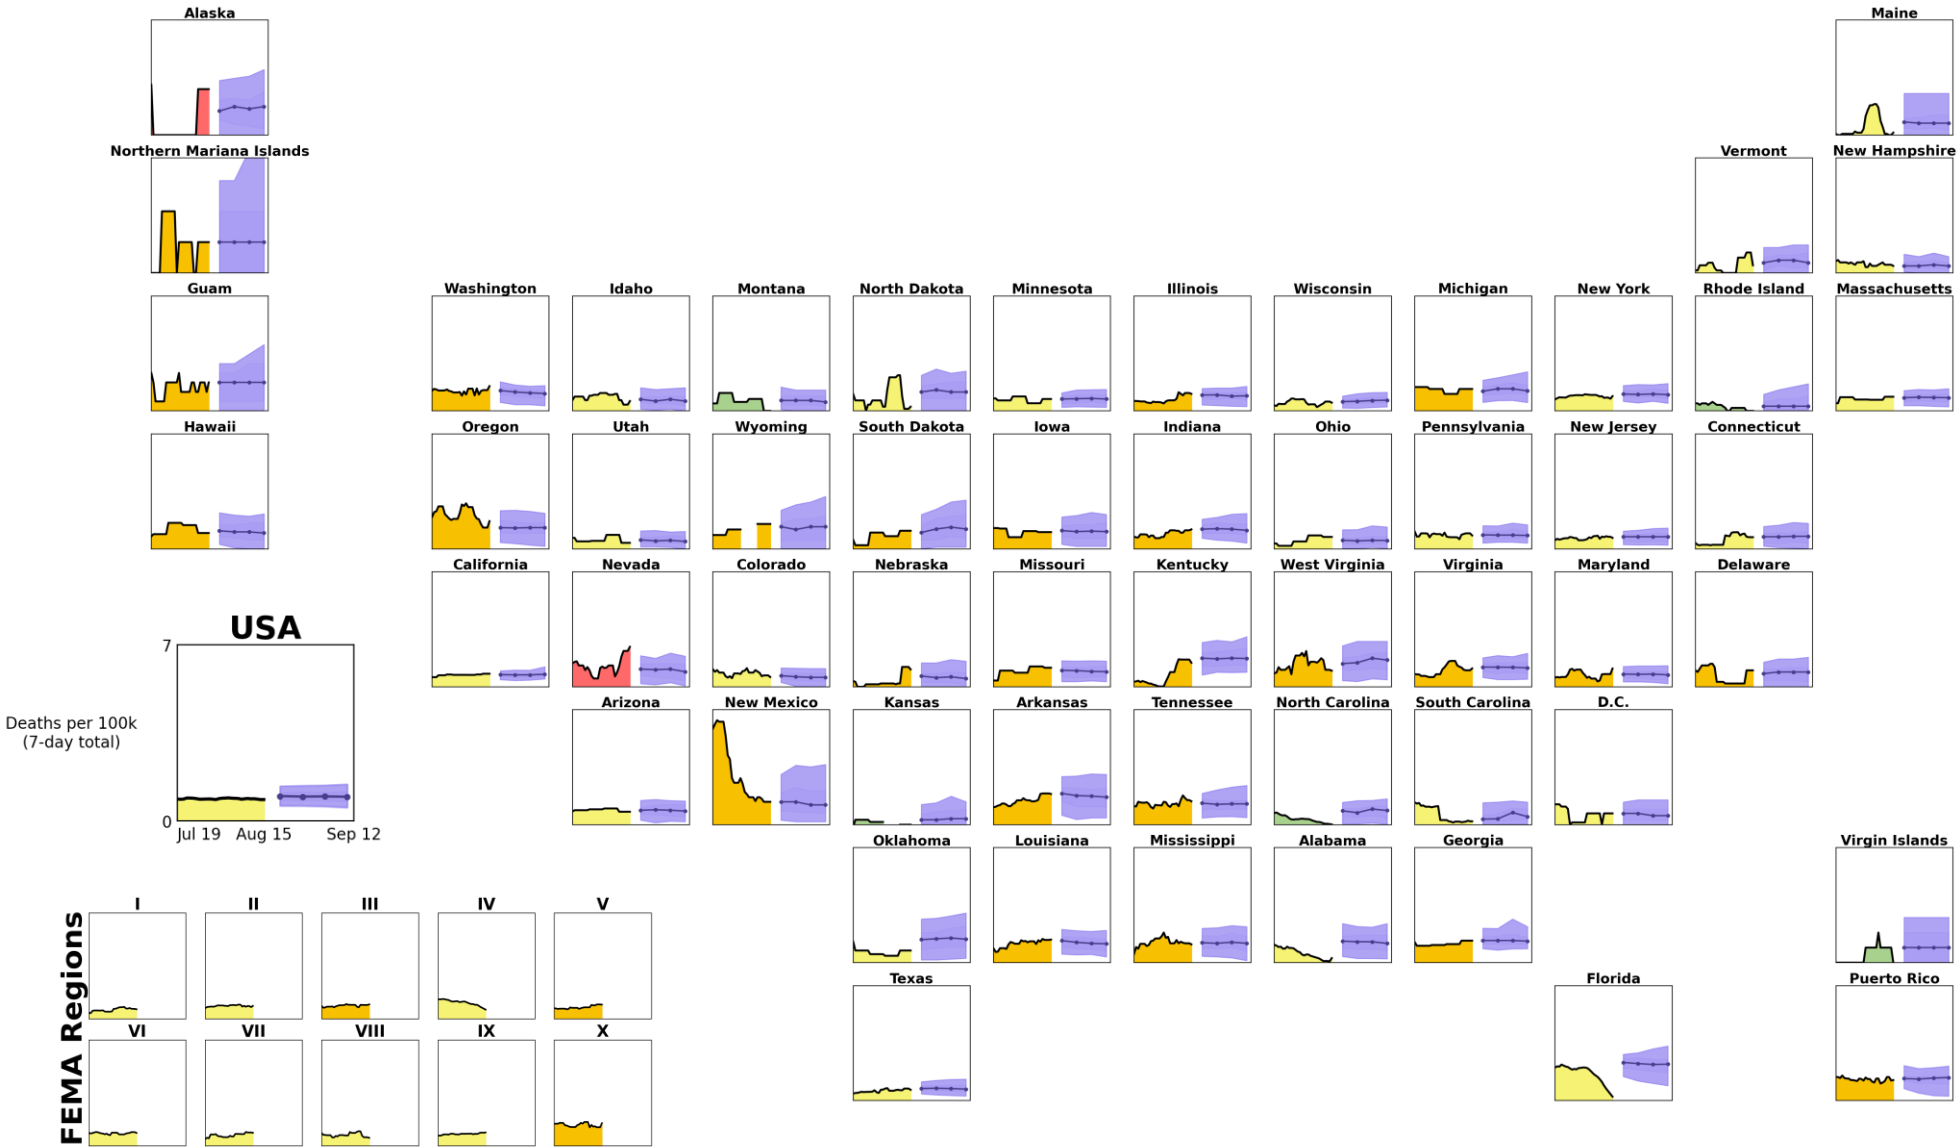 Alaska
Maine
Northern Mariana Islands
Vermont
New Hampshire
Guam
Washington
Idaho
Montana
North Dakota
Minnesota
Illinois
Wisconsin
Michigan
New York
Rhode Island
Massachusetts
Hawaii
Oregon
Utah
Wyoming
South Dakota
Iowa
Indiana
Ohio
Pennsylvania
New Jersey
Connecticut
California
Nevada
Colorado
Nebraska
Missouri
Kentucky
West Virginia
Virginia
Maryland
Delaware
USA
7
0
Jul 19
Aug 15
Sep 12
Deaths per 100k
(7-day total)
Arizona
New Mexico
Kansas
Arkansas
Tennessee
North Carolina
South Carolina
D.C.
Oklahoma
Louisiana
Mississippi
Alabama
Georgia
Virgin Islands
Texas
Florida
Puerto Rico
FEMA Regions
I
II
III
IV
V
VI
VII
VIII
IX
X